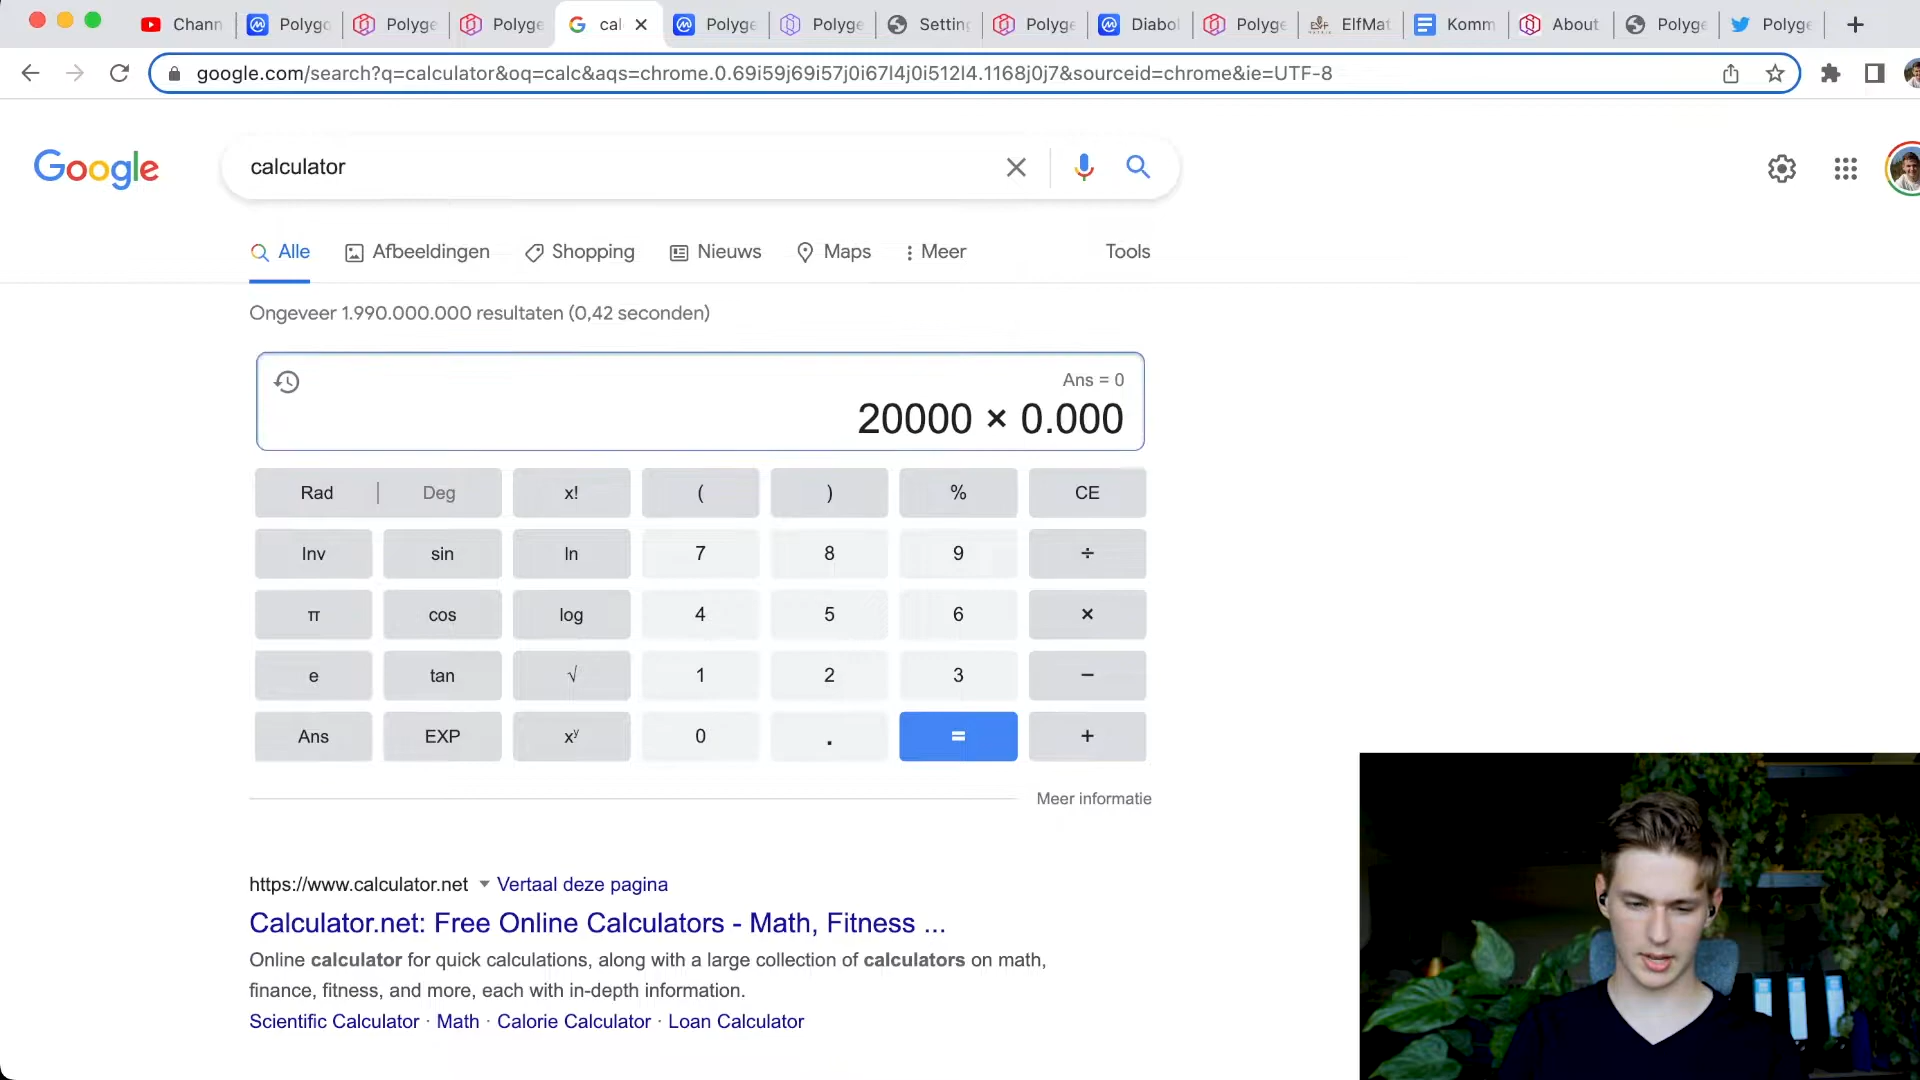 Chann
Polygo
Polyge
Polyge
cal
Polyge
Polyge
Setting
Polyge
Diabol
Polyge
ElfMat
Komm
About
Polyge
Polyge
google.com/search?q=calculator&oq=calc&aqs=chrome.0.69i59j69i57j0i67l4j0i512l4.1168j0j7&sourceid=chrome&ie=UTF-8
Google
calculator
Alle
Afbeeldingen
Shopping
Nieuws
Maps
Meer
Tools
Ongeveer 1.990.000.000 resultaten (0,42 seconden)
Ans = 0
20000 × 0.000
Rad | Deg x! ( ) % CE
Inv sin ln 7 8 9 ÷
π cos log 4 5 6 ×
e tan √ 1 2 3 −
Ans EXP xʸ 0 . = +
Meer informatie
https://www.calculator.net Vertaal deze pagina
Calculator.net: Free Online Calculators - Math, Fitness ...
Online calculator for quick calculations, along with a large collection of calculators on math,
finance, fitness, and more, each with in-depth information.
Scientific Calculator · Math · Calorie Calculator · Loan Calculator